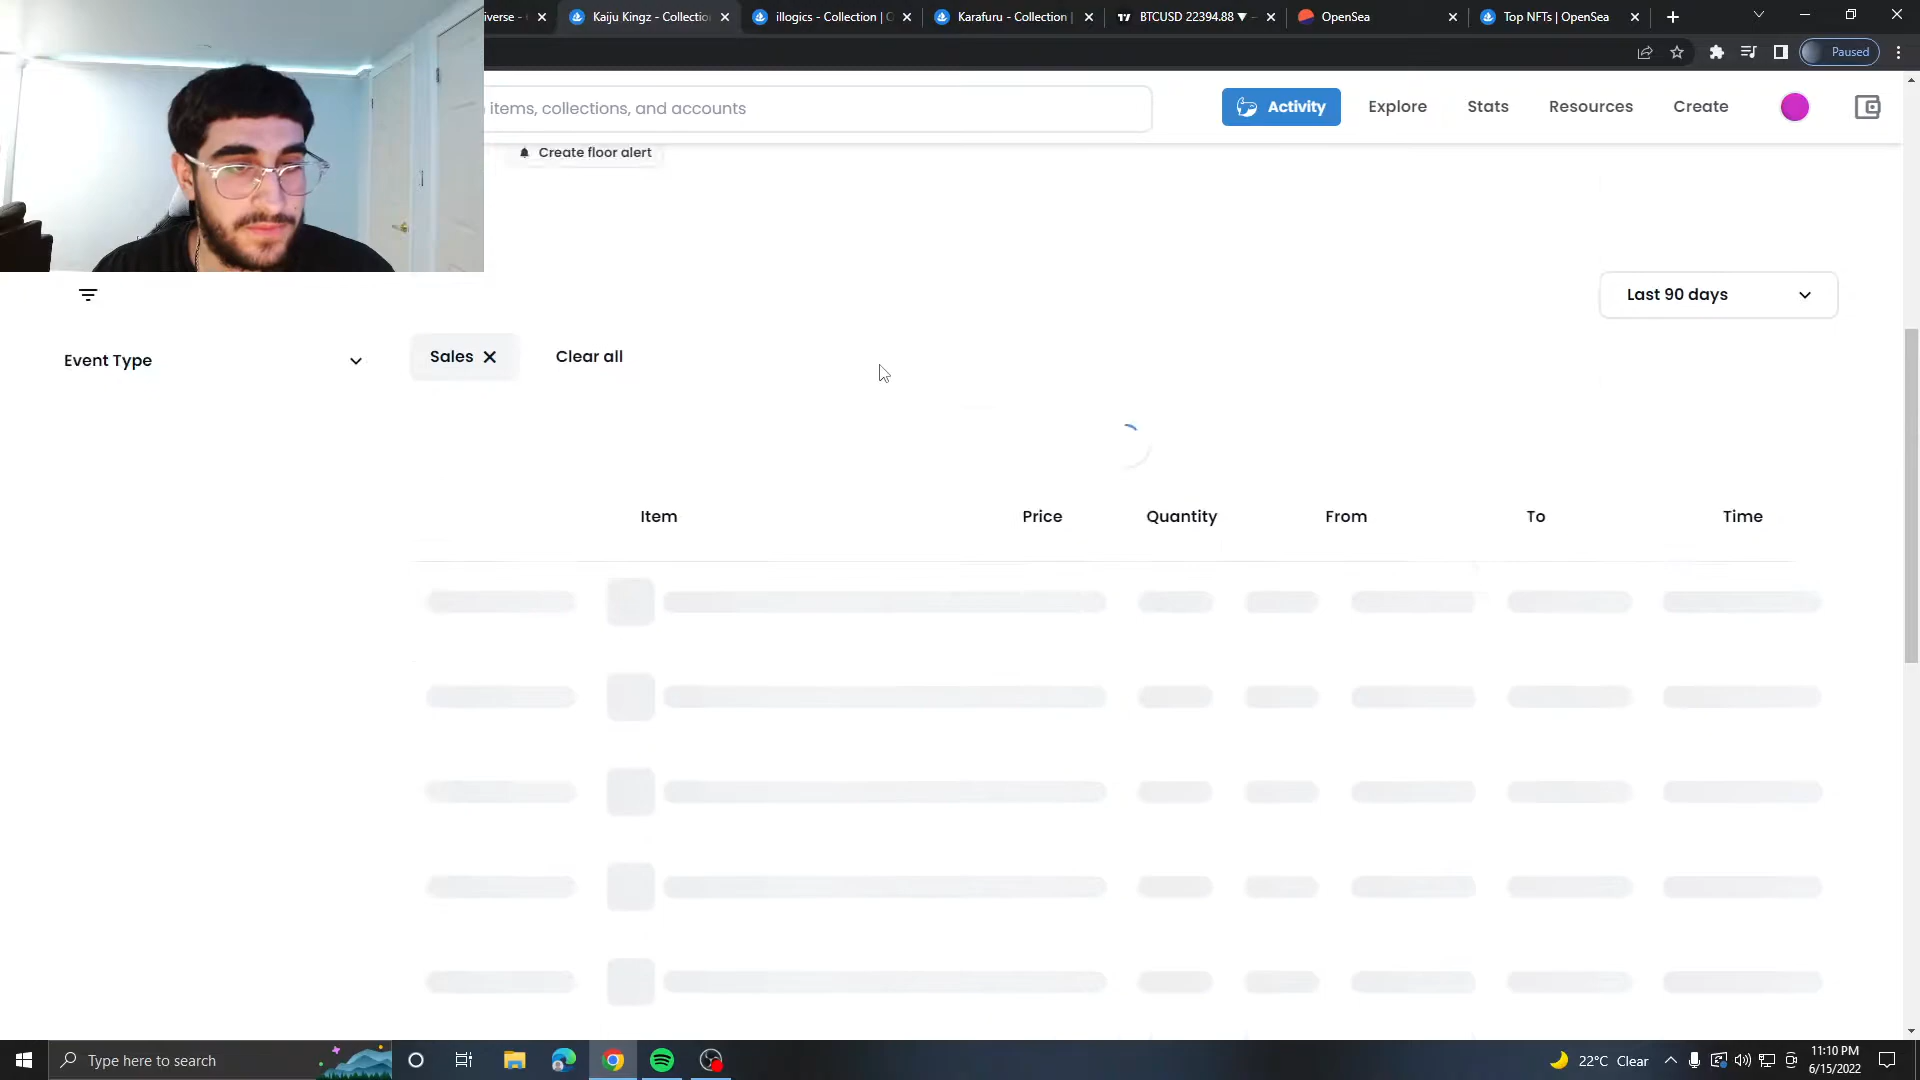 iverse -
Kaiju Kingz - Collectio
illogics - Collection |
Karafuru - Collection |
BTCUSD 22394.88 ▼
OpenSea
Top NFTs | OpenSea
Paused
items, collections, and accounts
Activity
Explore
Stats
Resources
Create
Create floor alert
Last 90 days
Event Type
Sales
Clear all
Item
Price
Quantity
From
To
Time
Type here to search
22°C Clear
11:10 PM
6/15/2022